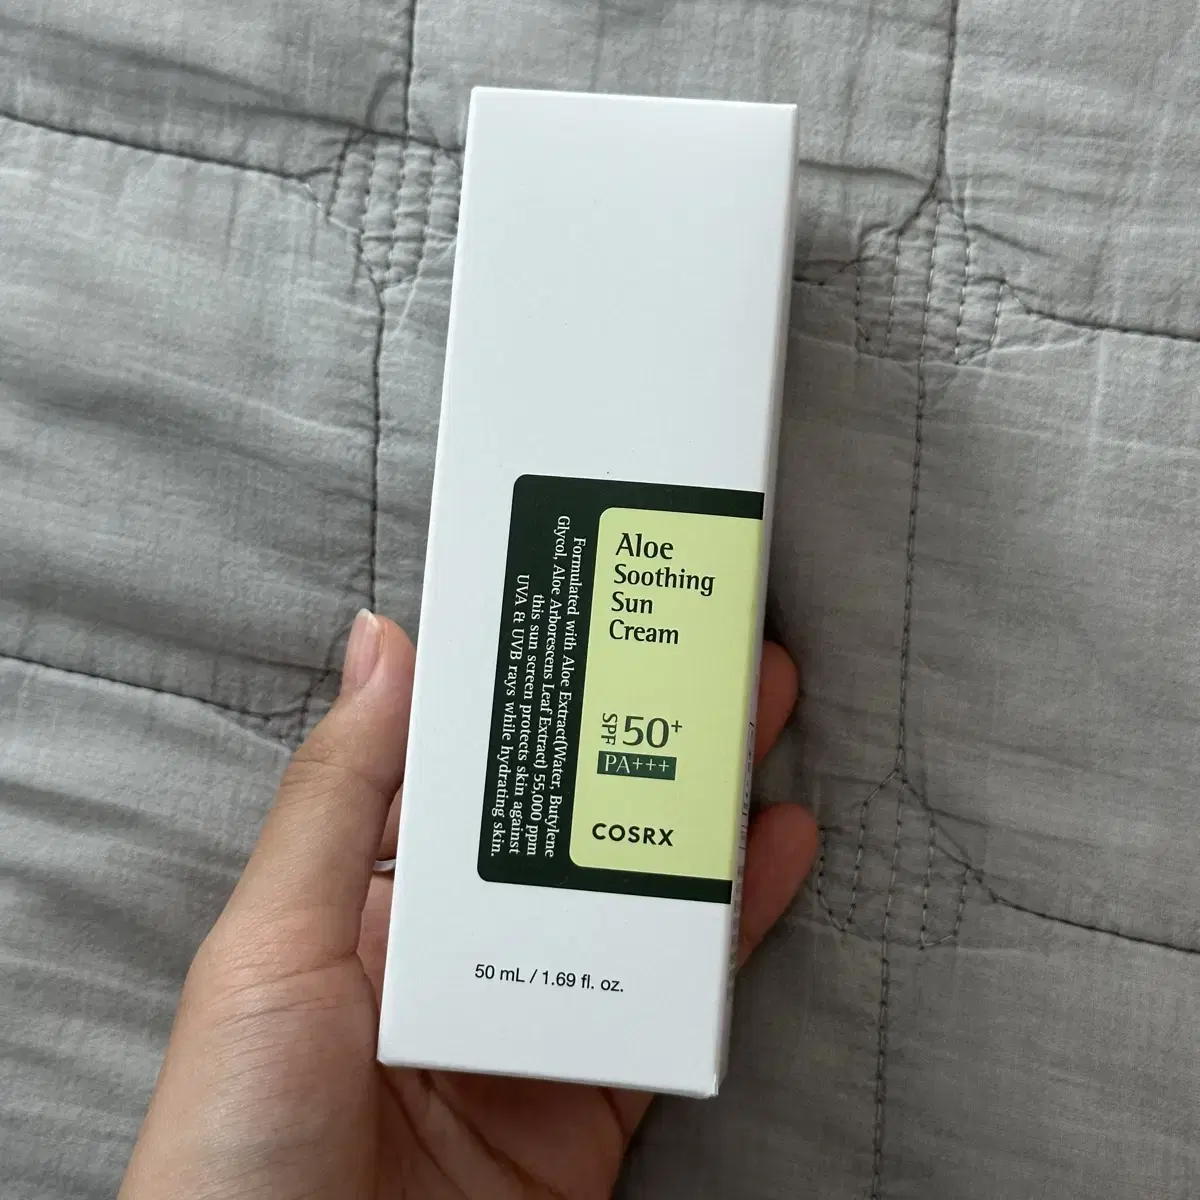 Aloe
Soothing
Sun
Cream
SPF 50+
PA+++
COSRX
Formulated with Aloe Extract(Water, Butylene
Glycol, Aloe Arborescens Leaf Extract) 55,000 ppm
this sun screen protects skin against
UVA & UVB rays while hydrating skin.
50 mL / 1.69 fl. oz.